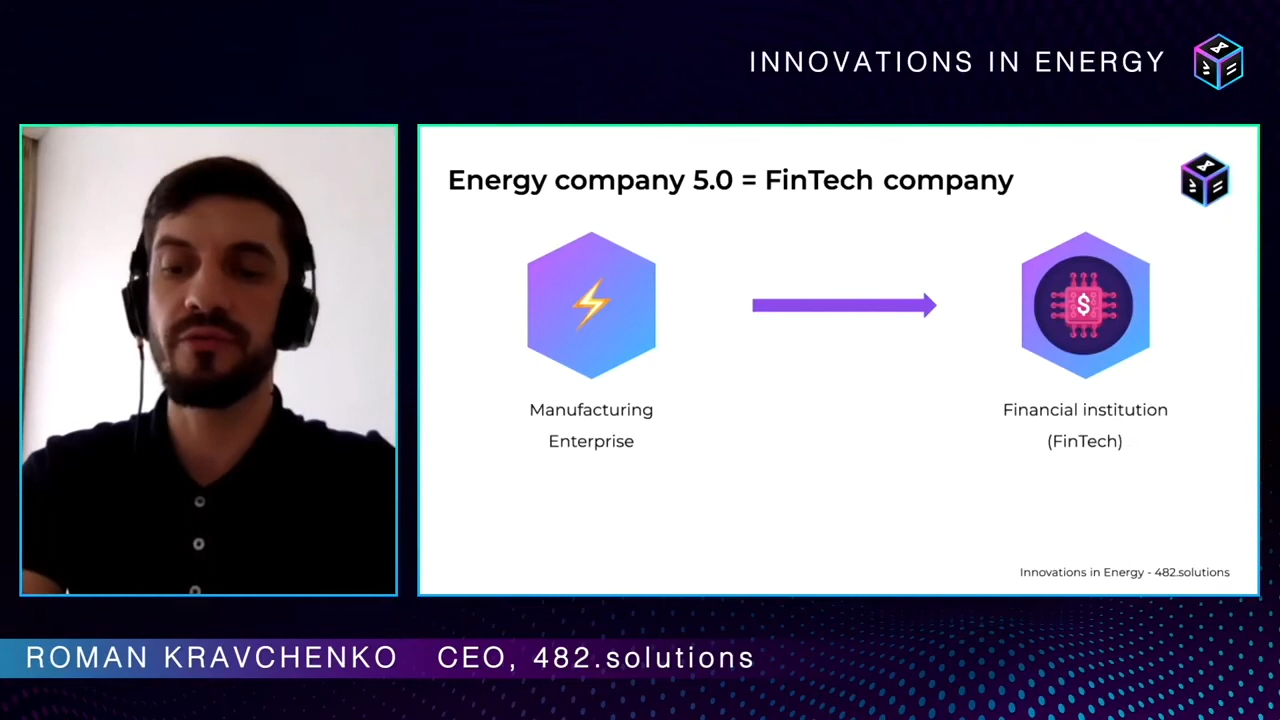 INNOVATIONS IN ENERGY
Energy company 5.0 = FinTech company
Manufacturing
Enterprise
$
Financial institution
(FinTech)
Innovations in Energy - 482.solutions
ROMAN KRAVCHENKO CEO, 482.solutions